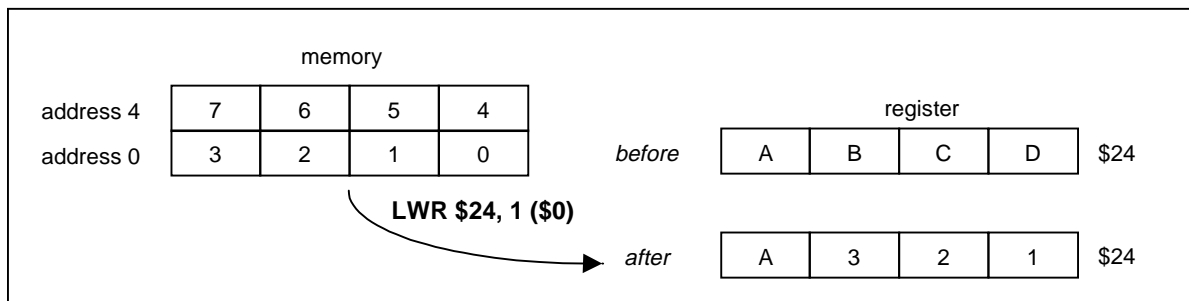 memory
address 4 7 6 5 4
register
address 0 3 2 1 0 before A B C D $24
LWR $24, 1 ($0)
after A 3 2 1 $24